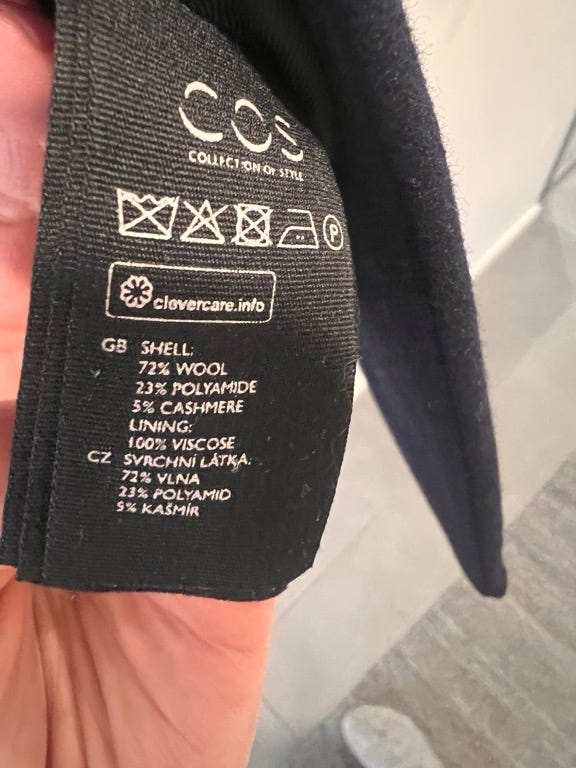 COS
COLLECTION OF STYLE
P
clevercare.info
GB SHELL:
72% WOOL
23% POLYAMIDE
5% CASHMERE
LINING:
100% VISCOSE
CZ SVRCHNÍ LÁTKA:
72% VLNA
23% POLYAMID
5% KAŠMÍR